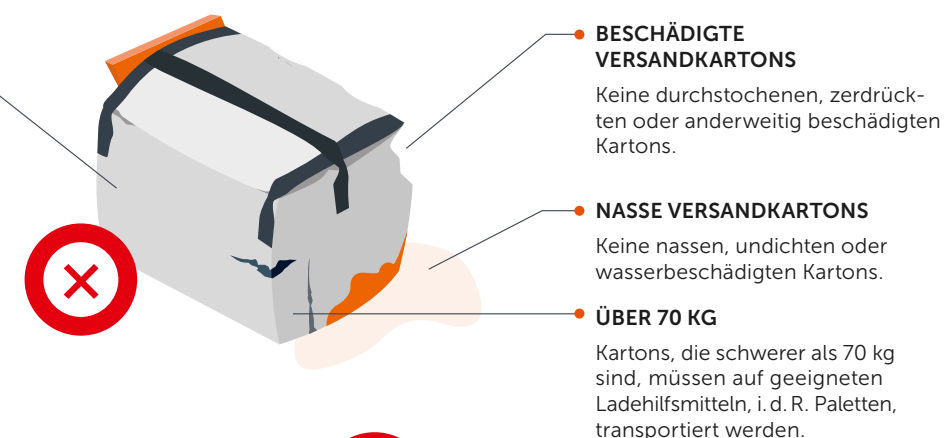 BESCHÄDIGTE
VERSANDKARTONS
Keine durchstochenen, zerdrück-
ten oder anderweitig beschädigten
Kartons.
NASSE VERSANDKARTONS
Keine nassen, undichten oder
wasserbeschädigten Kartons.
ÜBER 70 KG
Kartons, die schwerer als 70 kg
sind, müssen auf geeigneten
Ladehilfsmitteln, i. d. R. Paletten,
transportiert werden.